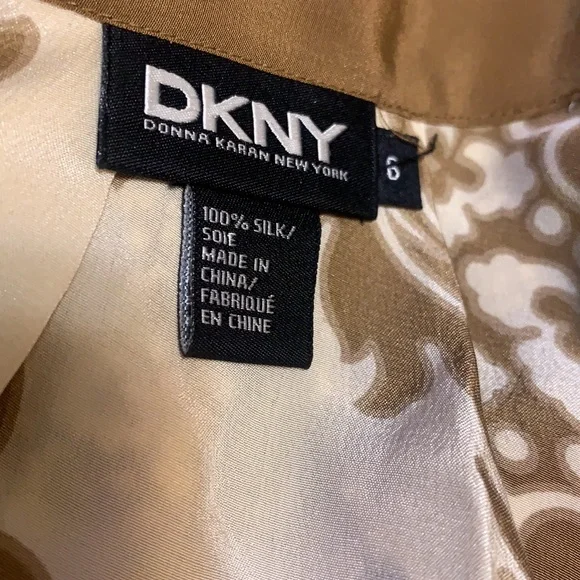 DKNY
DONNA KARAN NEW YORK
6
100% SILK/
SOIE
MADE IN
CHINA/
FABRIQUÉ
EN CHINE